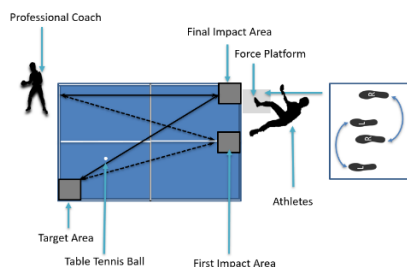 Professional Coach
Final Impact Area
Force Platform
R
L
R
L
Athletes
Target Area
Table Tennis Ball
First Impact Area